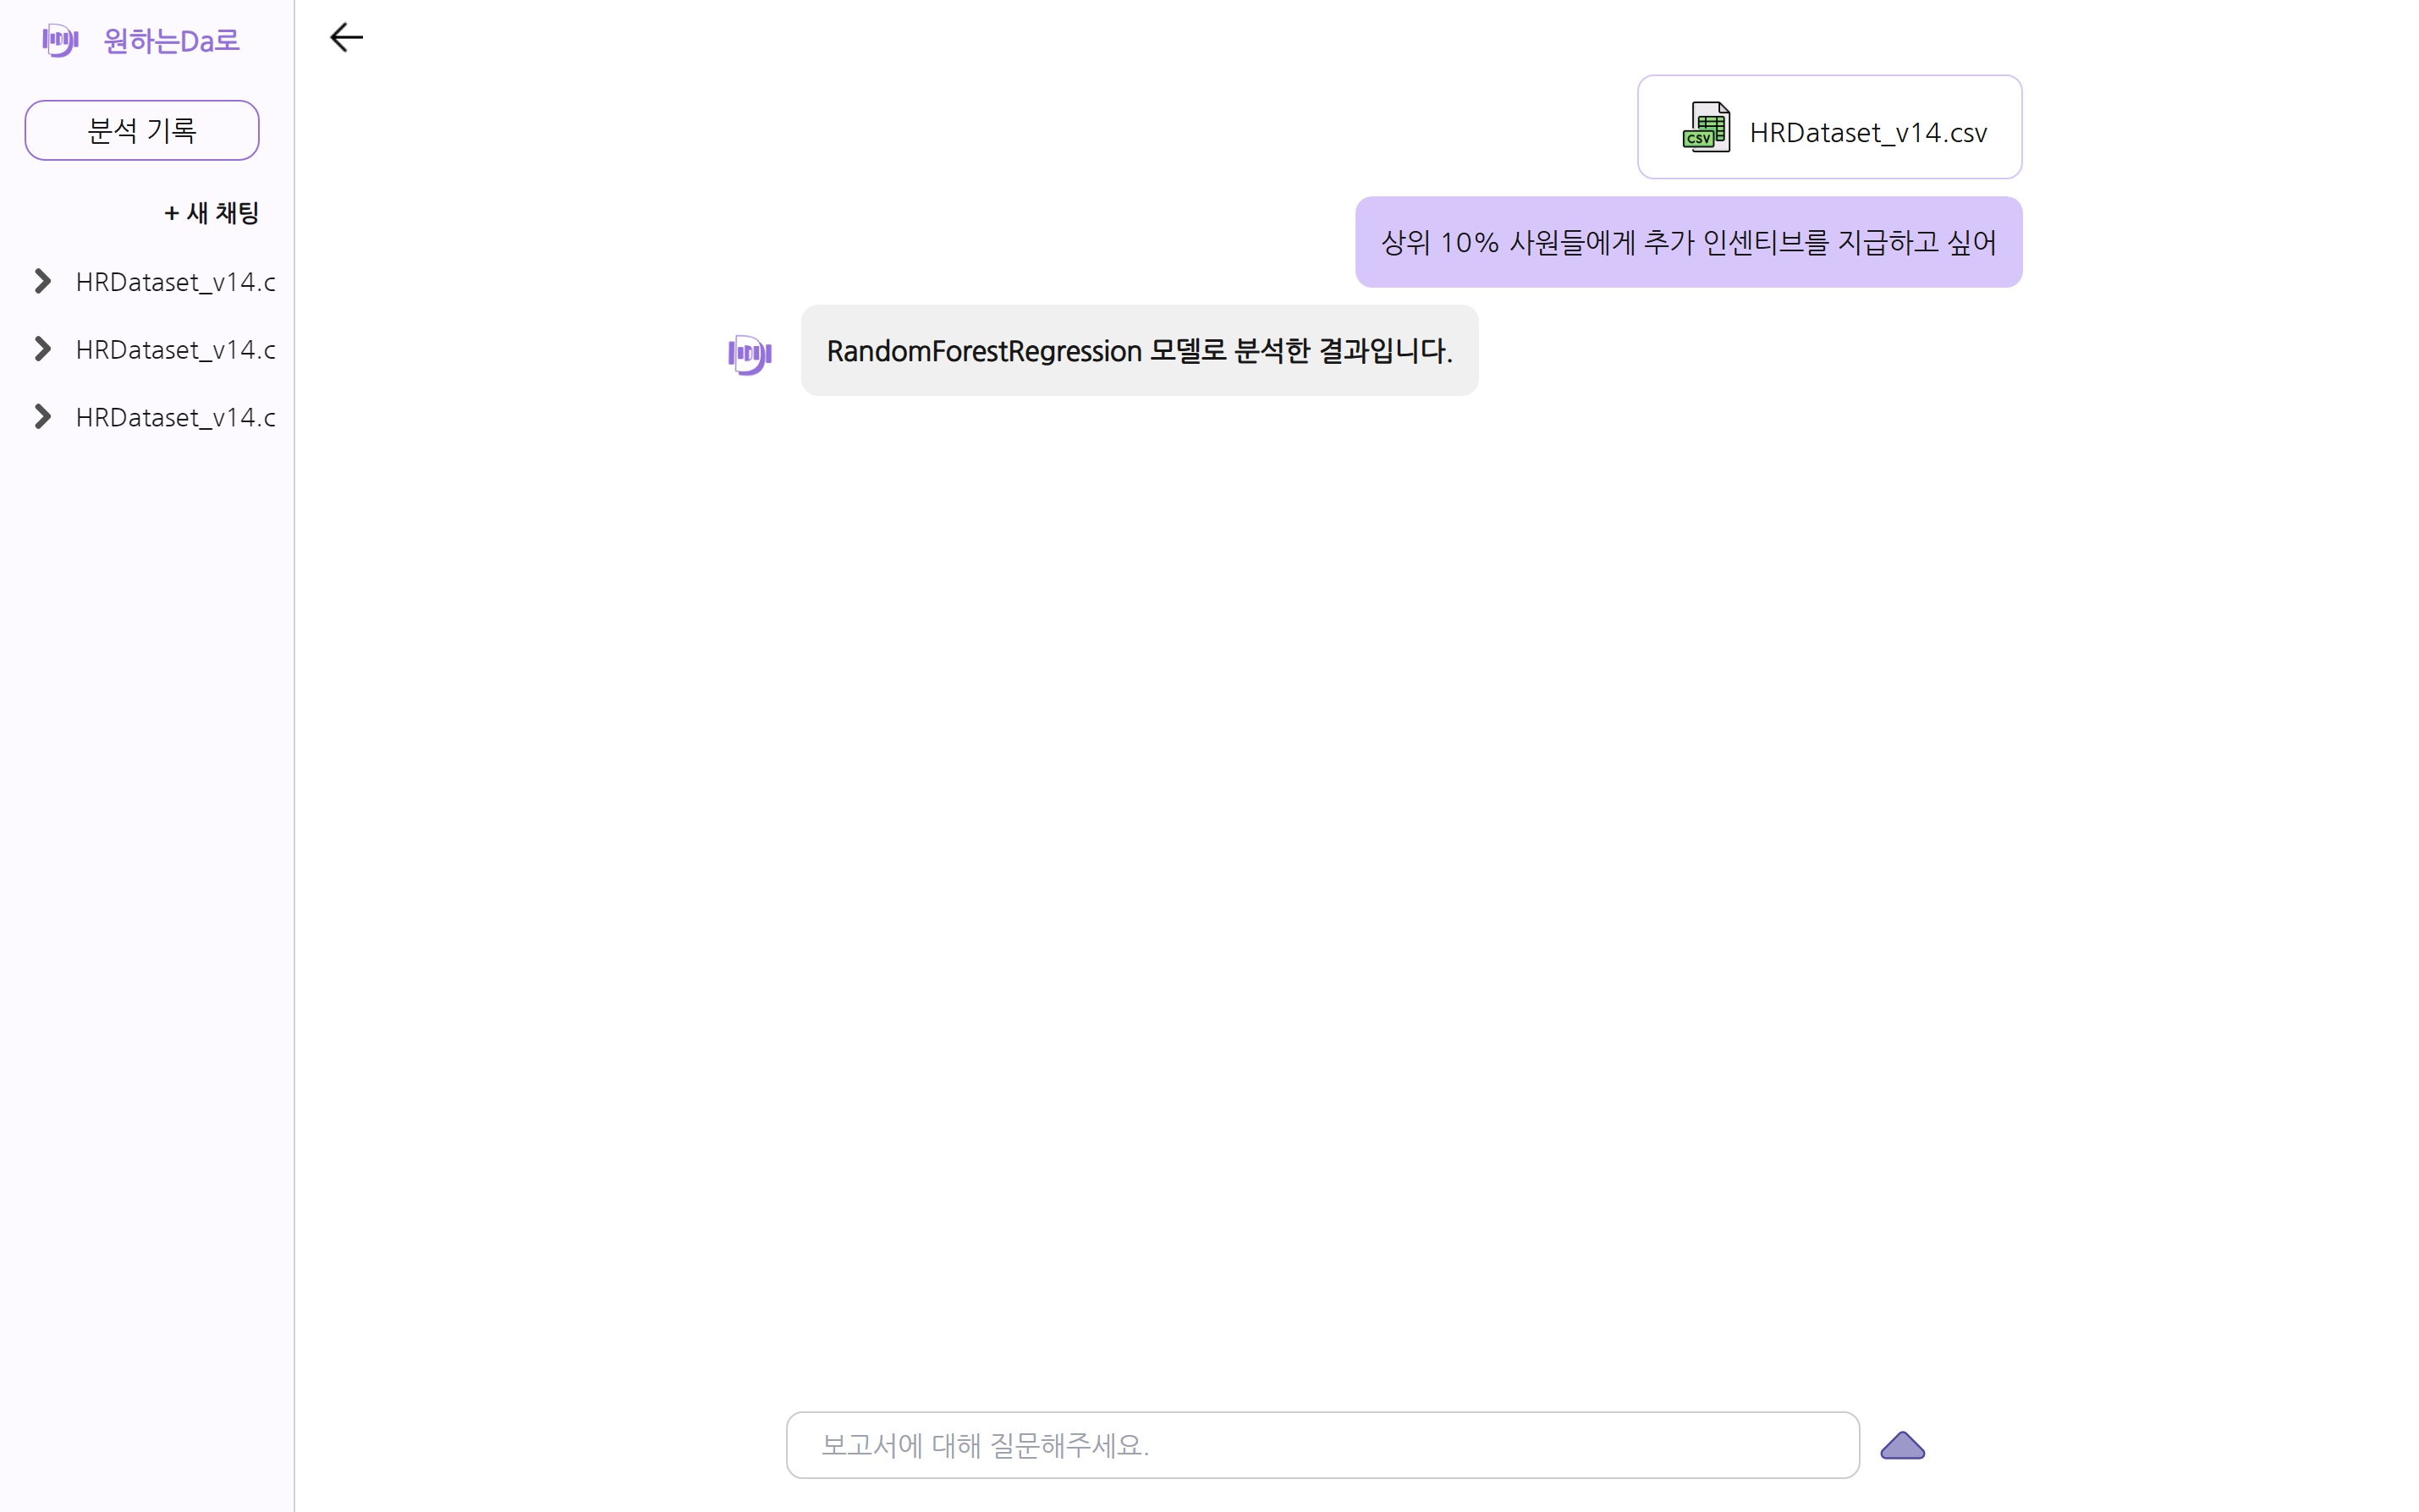 원하는Da로
분석 기록
+ 새 채팅
HRDataset_v14.c
HRDataset_v14.c
HRDataset_v14.c
CSV
HRDataset_v14.csv
상위 10% 사원들에게 추가 인센티브를 지급하고 싶어
RandomForestRegression 모델로 분석한 결과입니다.
보고서에 대해 질문해주세요.